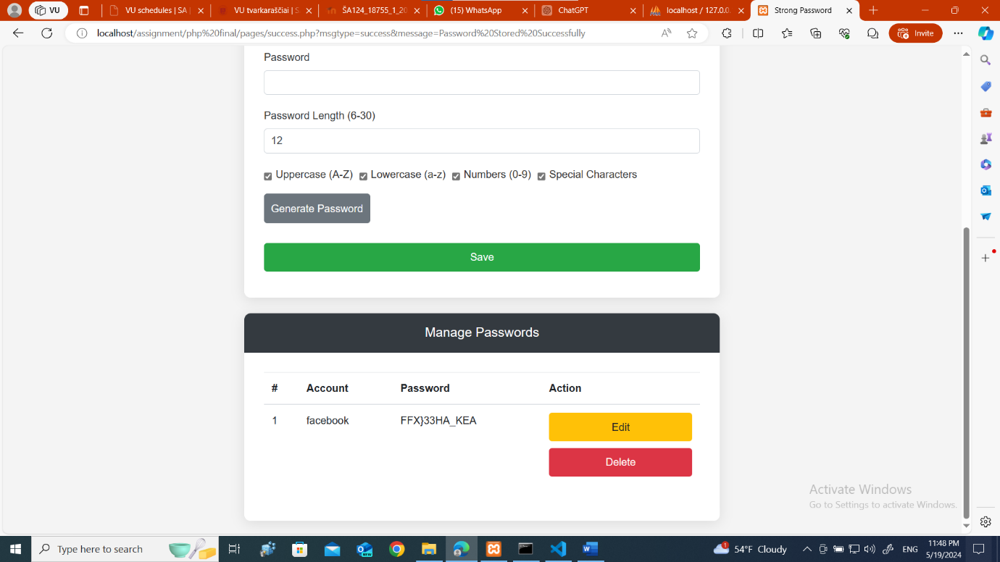 VU
VU schedules | SA |
VU tvarkaraščiai | S
ŠA124_18755_1_20
(15) WhatsApp
ChatGPT
localhost / 127.0.0.
Strong Password
localhost/assignment/php%20final/pages/success.php?msgtype=success&message=Password%20Stored%20Successfully
Invite
Password
Password Length (6-30)
12
Uppercase (A-Z) Lowercase (a-z) Numbers (0-9) Special Characters
Generate Password
Save
Manage Passwords
# Account Password Action
1 facebook FFX}33HA_KEA Edit
Delete
Activate Windows
Go to Settings to activate Windows.
Type here to search
1
54°F Cloudy
ENG
11:48 PM
5/19/2024